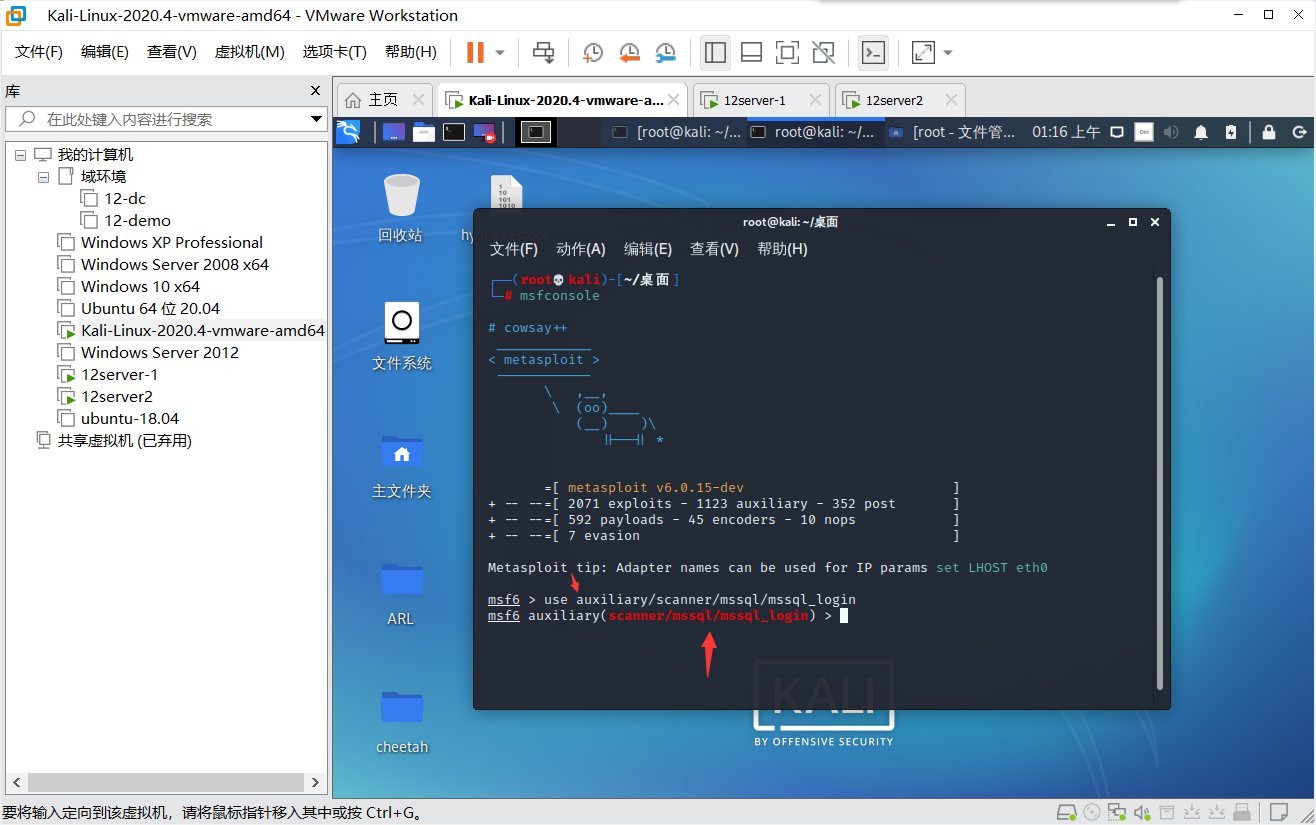 Kali-Linux-2020.4-vmware-amd64 - VMware Workstation
文件(F) 编辑(E) 查看(V) 虚拟机(M) 选项卡(T) 帮助(H)
库
在此处键入内容进行搜索
我的计算机
域环境
12-dc
12-demo
Windows XP Professional
Windows Server 2008 x64
Windows 10 x64
Ubuntu 64 位 20.04
Kali-Linux-2020.4-vmware-amd64
Windows Server 2012
12server-1
12server2
ubuntu-18.04
共享虚拟机 (已弃用)
主页 Kali-Linux-2020.4-vmware-a... 12server-1 12server2
[root@kali: ~/... root@kali: ~/... [root - 文件管... 01:16 上午
回收站
文件系统
主文件夹
ARL
cheetah
root@kali: ~/桌面
文件(F) 动作(A) 编辑(E) 查看(V) 帮助(H)
┌──(root💀kali)-[~/桌面]
└─# msfconsole
# cowsay++
____________
< metasploit >
------------
\ ,__,
\ (oo)____
(__) )\
||--|| *
=[ metasploit v6.0.15-dev ]
+ -- --=[ 2071 exploits - 1123 auxiliary - 352 post ]
+ -- --=[ 592 payloads - 45 encoders - 10 nops ]
+ -- --=[ 7 evasion ]
Metasploit tip: Adapter names can be used for IP params set LHOST eth0
msf6 > use auxiliary/scanner/mssql/mssql_login
msf6 auxiliary(scanner/mssql/mssql_login) >
KALI
BY OFFENSIVE SECURITY
要将输入定向到该虚拟机，请将鼠标指针移入其中或按 Ctrl+G。